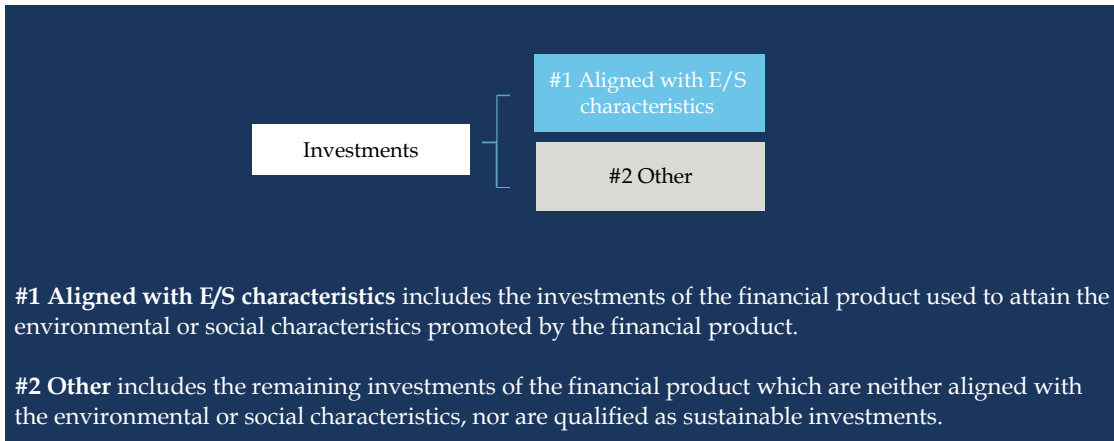 #1 Aligned with E/S
characteristics
Investments
#2 Other
#1 Aligned with E/S characteristics includes the investments of the financial product used to attain the
environmental or social characteristics promoted by the financial product.
#2 Other includes the remaining investments of the financial product which are neither aligned with
the environmental or social characteristics, nor are qualified as sustainable investments.